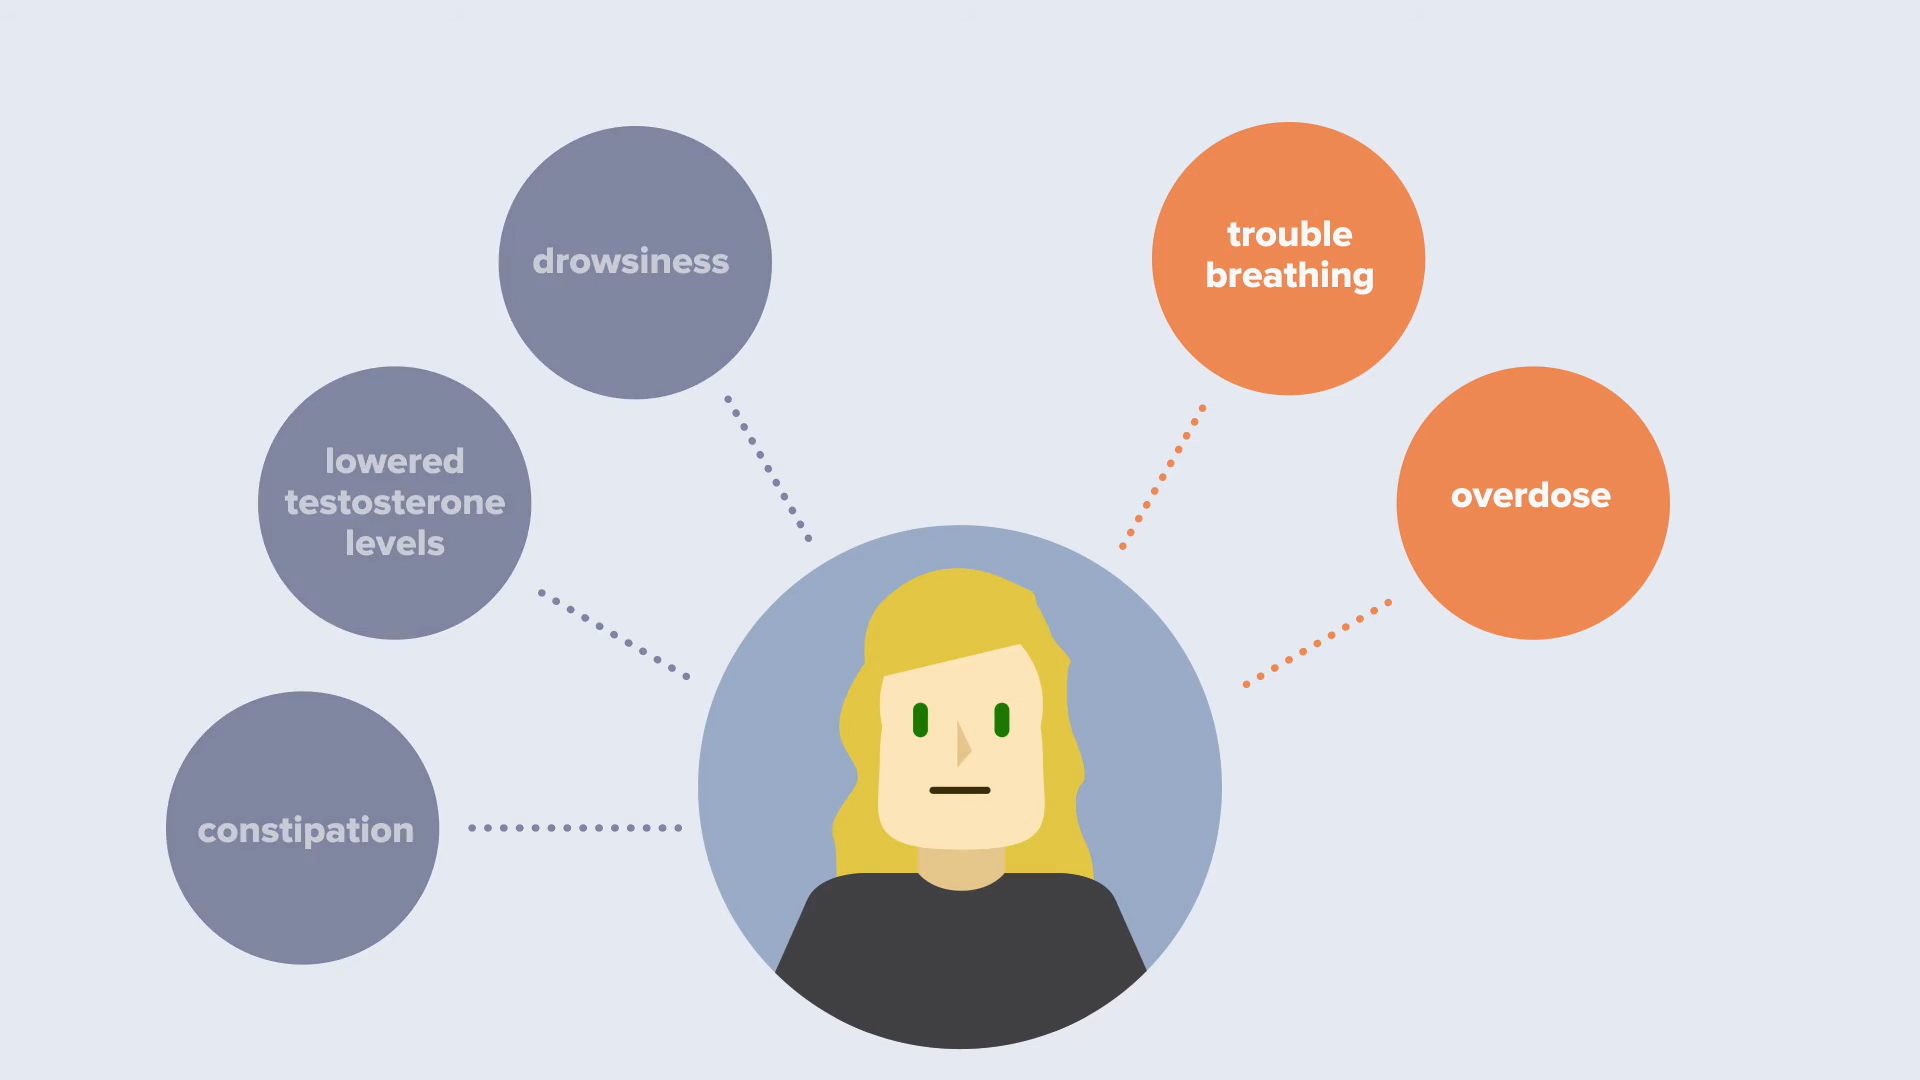 drowsiness
trouble
breathing
lowered
testosterone
levels
overdose
constipation